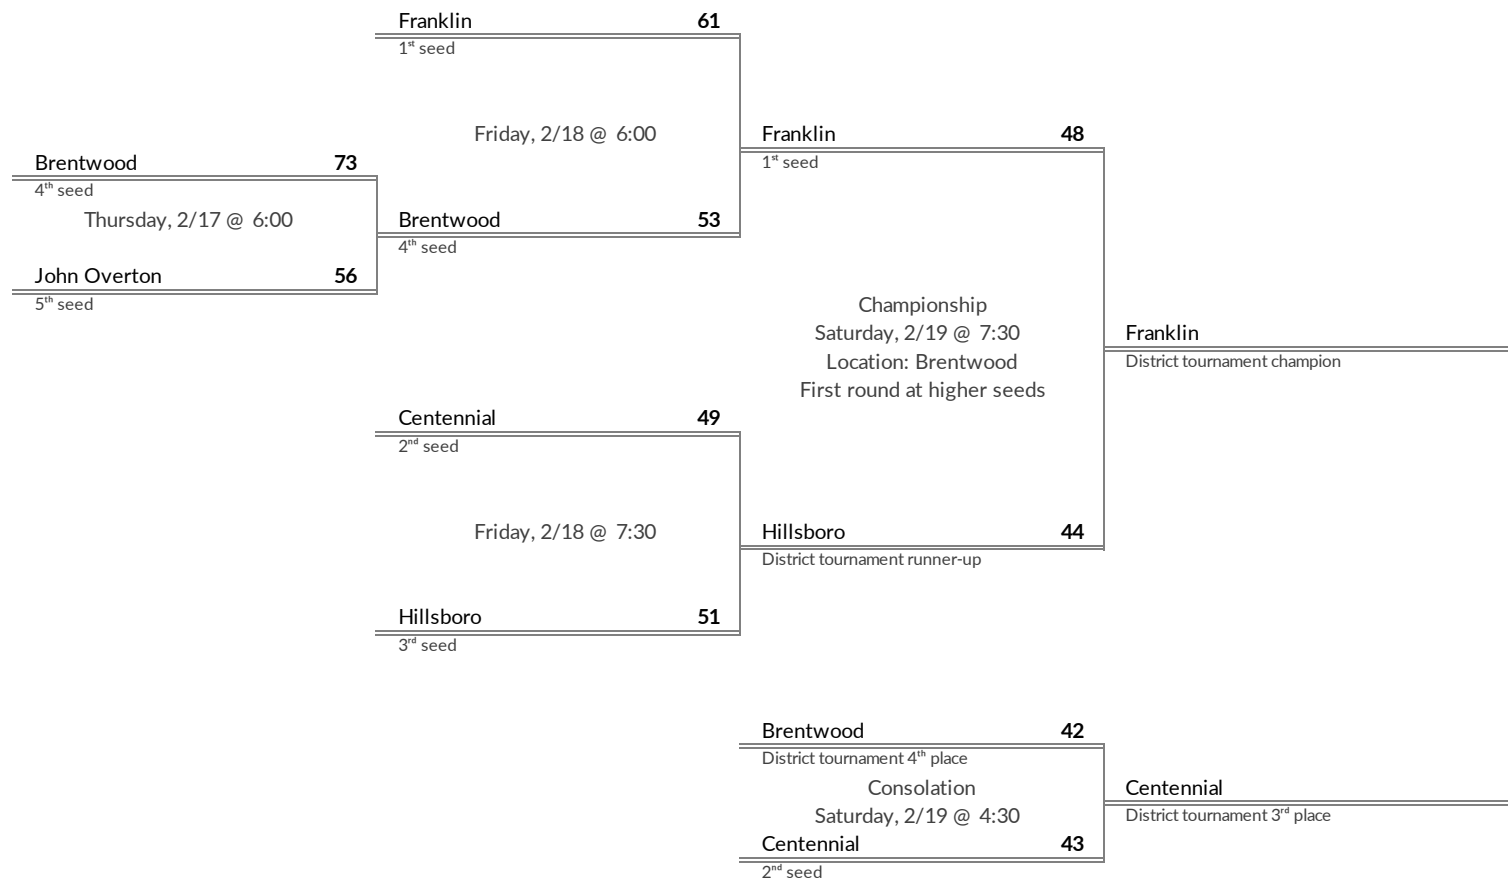 Franklin 61
1st seed
Friday, 2/18 @ 6:00
Franklin 48
1st seed
Brentwood 73
4th seed
Thursday, 2/17 @ 6:00
Brentwood 53
4th seed
John Overton 56
5th seed
Championship
Saturday, 2/19 @ 7:30
Location: Brentwood
First round at higher seeds
Franklin
District tournament champion
Centennial 49
2nd seed
Friday, 2/18 @ 7:30
Hillsboro 44
District tournament runner-up
Hillsboro 51
3rd seed
Brentwood 42
District tournament 4th place
Consolation
Saturday, 2/19 @ 4:30
Centennial
District tournament 3rd place
Centennial 43
2nd seed